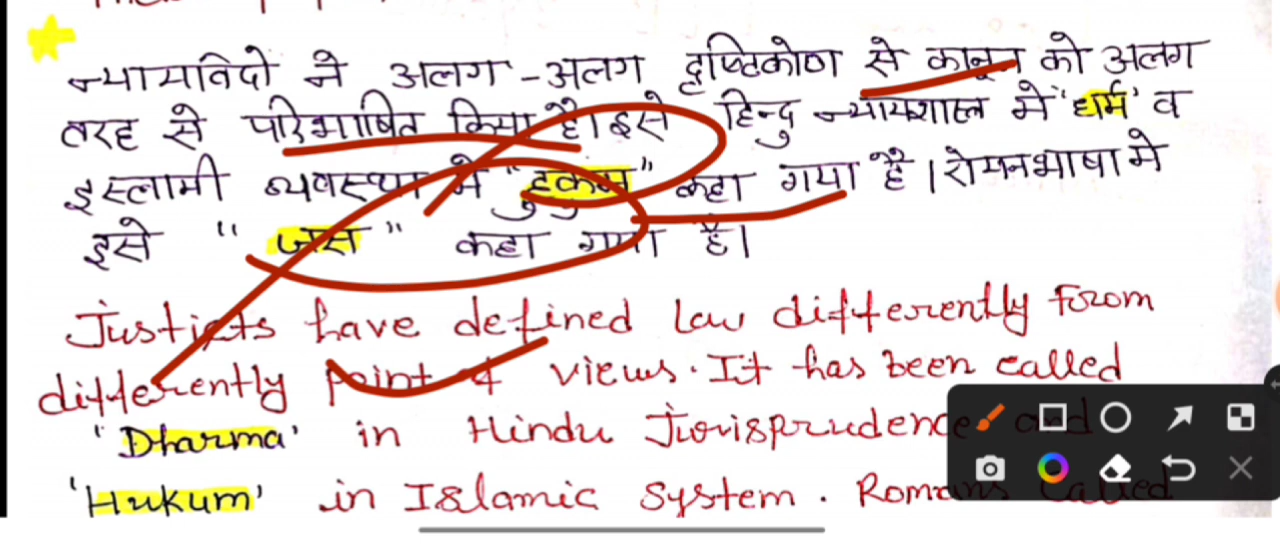 न्यायविदो ने अलग-अलग दृष्टिकोण से कानून को अलग
तरह से परिभाषित किया है। इसे हिन्दु न्यायशास्त्र में "धर्म' व
इस्लामी व्यवस्था मे "हुकुम" कहा गया है। रोमनभाषा मे
इसे "जस" कहा गया है।
Justicts have defined law differently from
differently point of views. It has been called
'Dharma' in Hindu Jurisprudence and
'Hukum' in Islamic System. Romans called